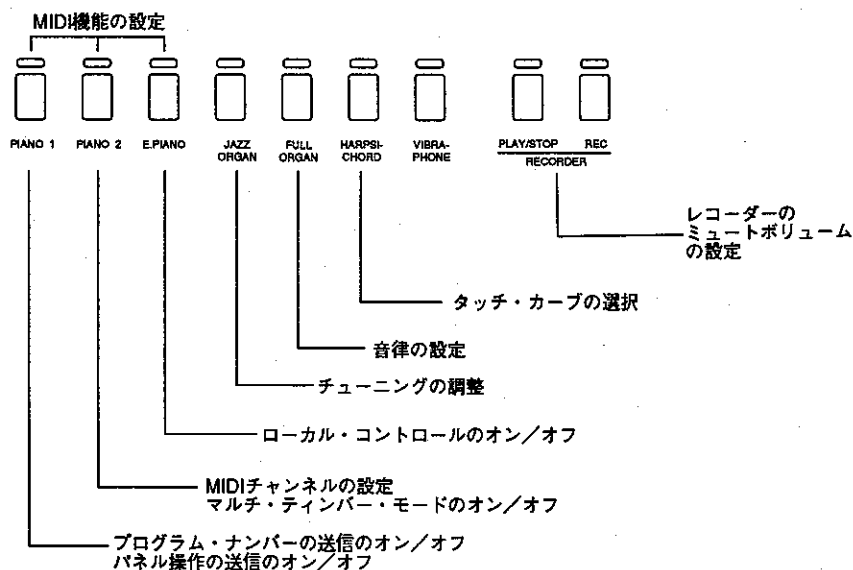 MIDI機能の設定
PIANO 1 PIANO 2 E.PIANO JAZZ ORGAN FULL ORGAN HARPSI-CHORD VIBRA-PHONE PLAY/STOP REC
RECORDER
レコーダーの
ミュートボリューム
の設定
タッチ・カーブの選択
音律の設定
チューニングの調整
ローカル・コントロールのオン／オフ
MIDIチャンネルの設定
マルチ・ティンバー・モードのオン／オフ
プログラム・ナンバーの送信のオン／オフ
パネル操作の送信のオン／オフ